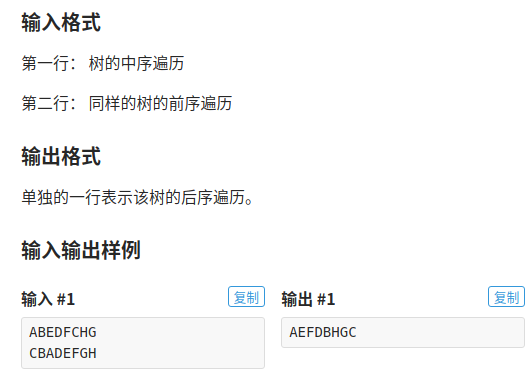 输入格式
第一行： 树的中序遍历
第二行： 同样的树的前序遍历
输出格式
单独的一行表示该树的后序遍历。
输入输出样例
输入 #1
复制
ABEDFCHG
CBADEFGH
输出 #1
复制
AEFDBHGC